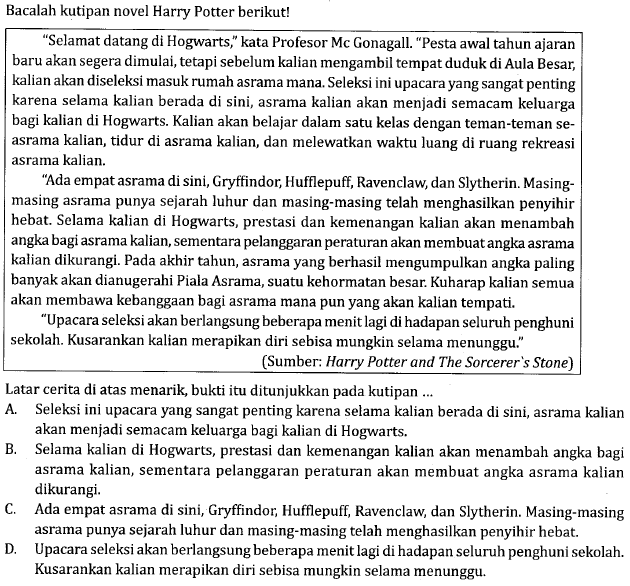 Bacalah kutipan novel Harry Potter berikut!
“Selamat datang di Hogwarts,” kata Profesor Mc Gonagall. “Pesta awal tahun ajaran
baru akan segera dimulai, tetapi sebelum kalian mengambil tempat duduk di Aula Besar,
kalian akan diseleksi masuk rumah asrama mana. Seleksi ini upacara yang sangat penting
karena selama kalian berada di sini, asrama kalian akan menjadi semacam keluarga
bagi kalian di Hogwarts. Kalian akan belajar dalam satu kelas dengan teman-teman se-
asrama kalian, tidur di asrama kalian, dan melewatkan waktu luang di ruang rekreasi
asrama kalian.
“Ada empat asrama di sini, Gryffindor, Hufflepuff, Ravenclaw, dan Slytherin. Masing-
masing asrama punya sejarah luhur dan masing-masing telah menghasilkan penyihir
hebat. Selama kalian di Hogwarts, prestasi dan kemenangan kalian akan menambah
angka bagi asrama kalian, sementara pelanggaran peraturan akan membuat angka asrama
kalian dikurangi. Pada akhir tahun, asrama yang berhasil mengumpulkan angka paling
banyak akan dianugerahi Piala Asrama, suatu kehormatan besar. Kuharap kalian semua
akan membawa kebanggaan bagi asrama mana pun yang akan kalian tempati.
“Upacara seleksi akan berlangsung beberapa menit lagi di hadapan seluruh penghuni
sekolah. Kusarankan kalian merapikan diri sebisa mungkin selama menunggu.”
(Sumber: Harry Potter and The Sorcerer`s Stone)
Latar cerita di atas menarik, bukti itu ditunjukkan pada kutipan ...
A. Seleksi ini upacara yang sangat penting karena selama kalian berada di sini, asrama kalian
akan menjadi semacam keluarga bagi kalian di Hogwarts.
B. Selama kalian di Hogwarts, prestasi dan kemenangan kalian akan menambah angka bagi
asrama kalian, sementara pelanggaran peraturan akan membuat angka asrama kalian
dikurangi.
C. Ada empat asrama di sini, Gryffindor, Hufflepuff, Ravenclaw, dan Slytherin. Masing-masing
asrama punya sejarah luhur dan masing-masing telah menghasilkan penyihir hebat.
D. Upacara seleksi akan berlangsung beberapa menit lagi di hadapan seluruh penghuni sekolah.
Kusarankan kalian merapikan diri sebisa mungkin selama menunggu.